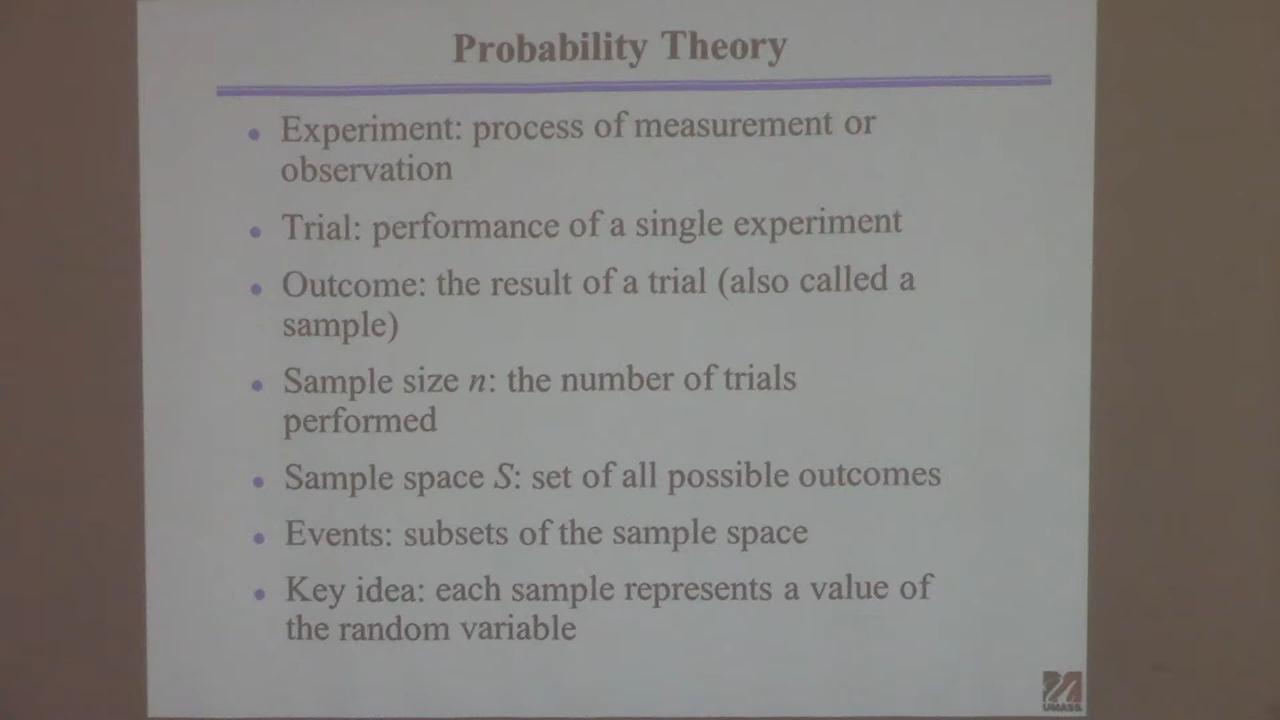 Probability Theory
• Experiment: process of measurement or
observation
• Trial: performance of a single experiment
• Outcome: the result of a trial (also called a
sample)
• Sample size n: the number of trials
performed
• Sample space S: set of all possible outcomes
• Events: subsets of the sample space
• Key idea: each sample represents a value of
the random variable
UMASS